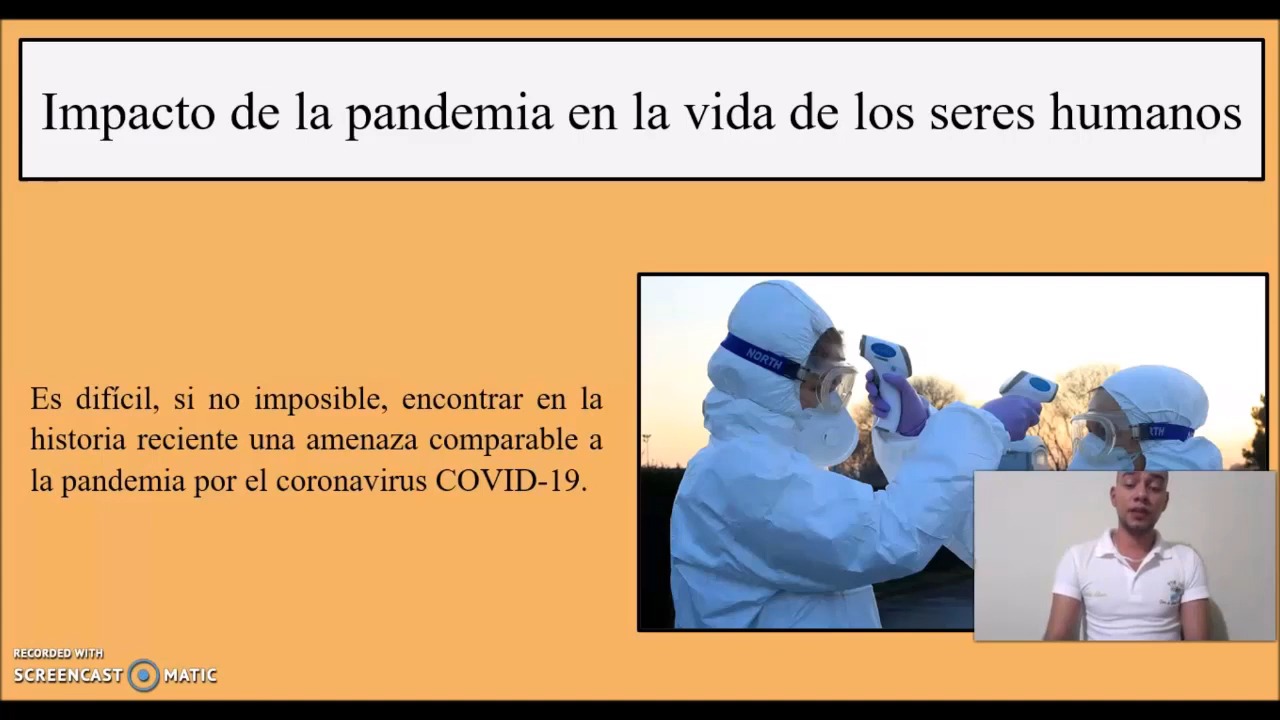 Impacto de la pandemia en la vida de los seres humanos
Es difícil, si no imposible, encontrar en la
historia reciente una amenaza comparable a
la pandemia por el coronavirus COVID-19.
NORTH
RTH
RECORDED WITH
SCREENCAST MATIC